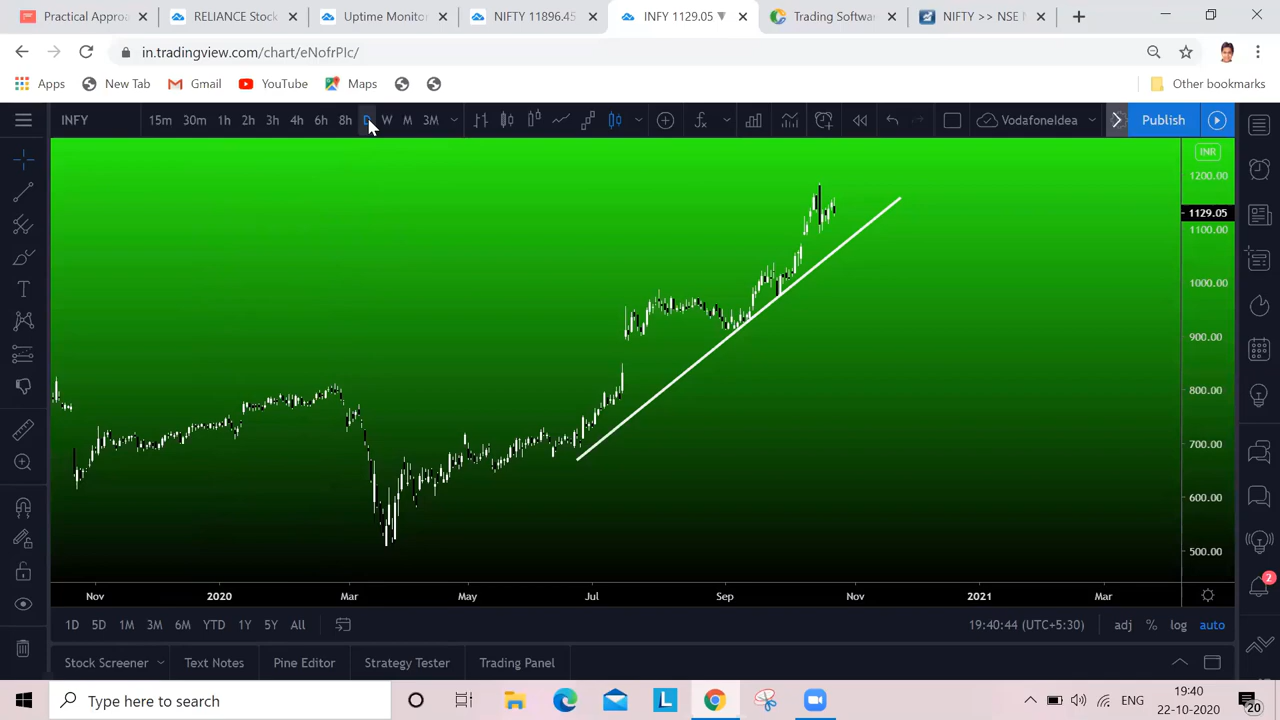 Practical Approa
RELIANCE Stock
Uptime Monitor
NIFTY 11896.45
INFY 1129.05 ▼
Trading Softwa
NIFTY >> NSE
in.tradingview.com/chart/eNofrPIc/
Apps New Tab Gmail YouTube Maps Other bookmarks
INFY 15m 30m 1h 2h 3h 4h 6h 8h D W M 3M VodafoneIdea Publish
INR
1200.00
1129.05
1100.00
1000.00
900.00
800.00
700.00
600.00
500.00
Nov 2020 Mar May Jul Sep Nov 2021 Mar
1D 5D 1M 3M 6M YTD 1Y 5Y All 19:40:44 (UTC+5:30) adj % log auto
2
Stock Screener Text Notes Pine Editor Strategy Tester Trading Panel
Type here to search
L
ENG
19:40
22-10-2020
20